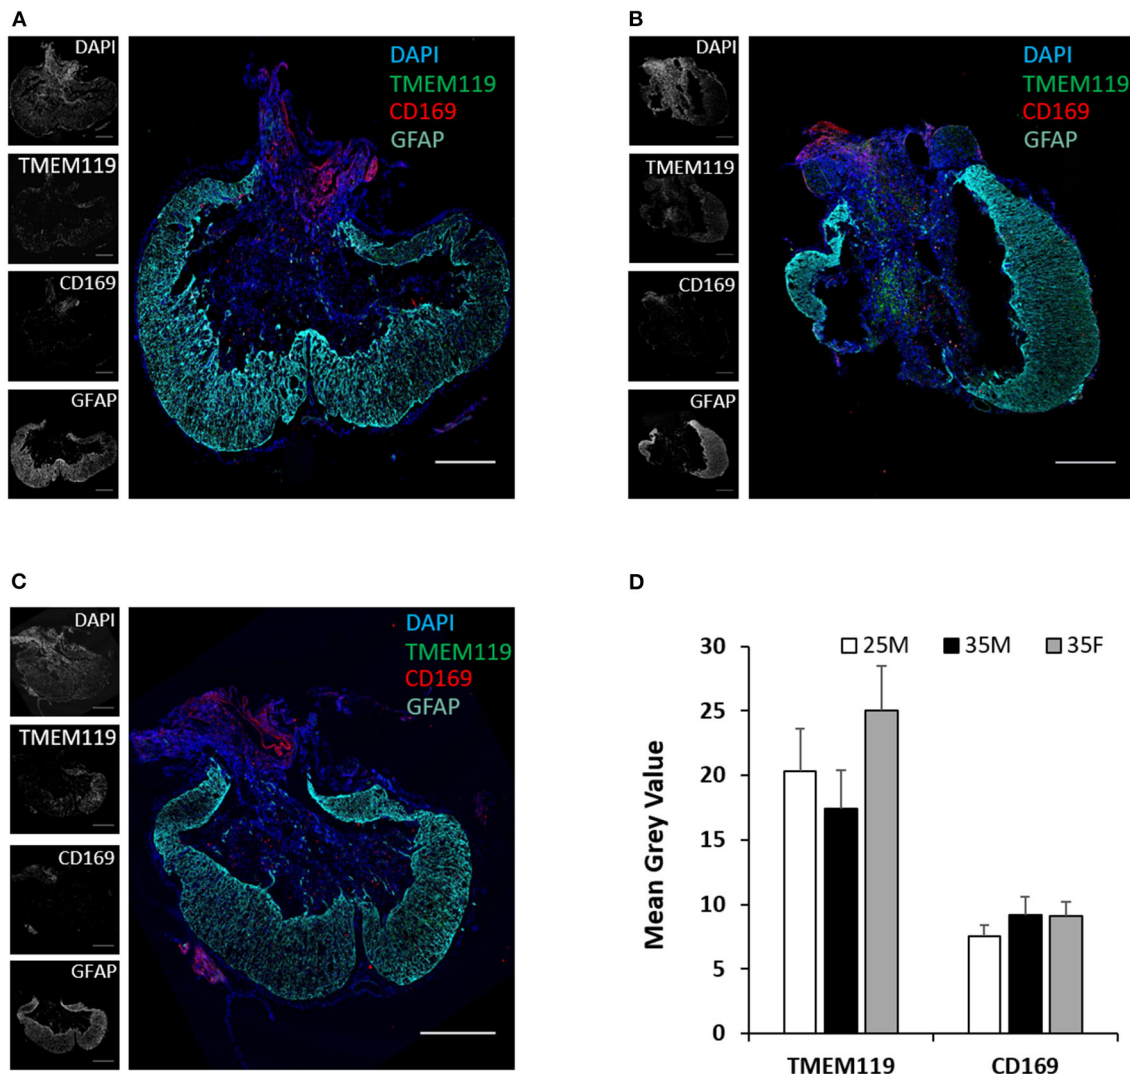 A
DAPI
TMEM119
CD169
GFAP
DAPI
TMEM119
CD169
GFAP
B
DAPI
TMEM119
CD169
GFAP
DAPI
TMEM119
CD169
GFAP
C
DAPI
TMEM119
CD169
GFAP
DAPI
TMEM119
CD169
GFAP
D
25M 35M 35F
Mean Grey Value
30
25
20
15
10
5
0
TMEM119 CD169